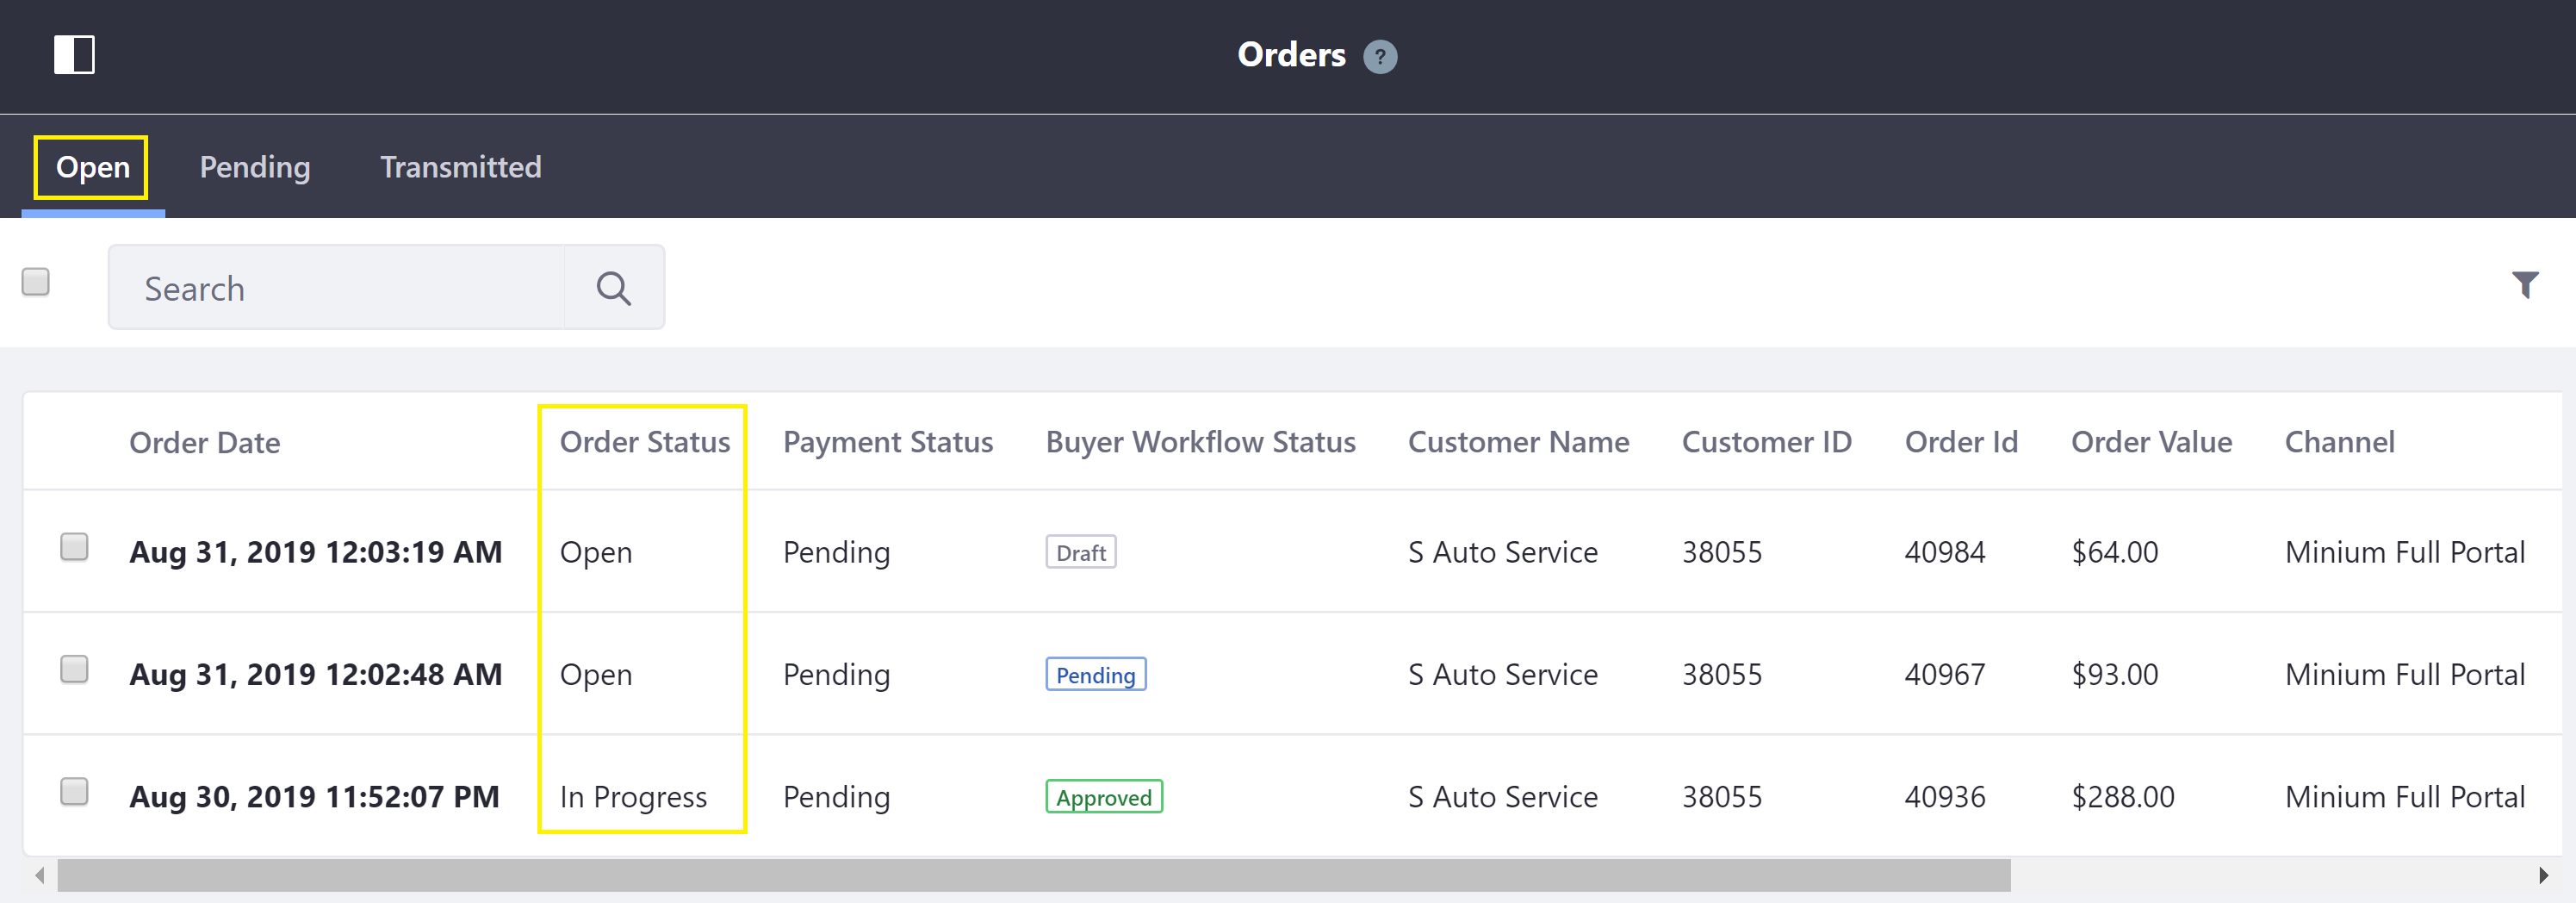 Orders ?
Open Pending Transmitted
Search
Order Date Order Status Payment Status Buyer Workflow Status Customer Name Customer ID Order Id Order Value Channel
Aug 31, 2019 12:03:19 AM Open Pending Draft S Auto Service 38055 40984 $64.00 Minium Full Portal
Aug 31, 2019 12:02:48 AM Open Pending Pending S Auto Service 38055 40967 $93.00 Minium Full Portal
Aug 30, 2019 11:52:07 PM In Progress Pending Approved S Auto Service 38055 40936 $288.00 Minium Full Portal